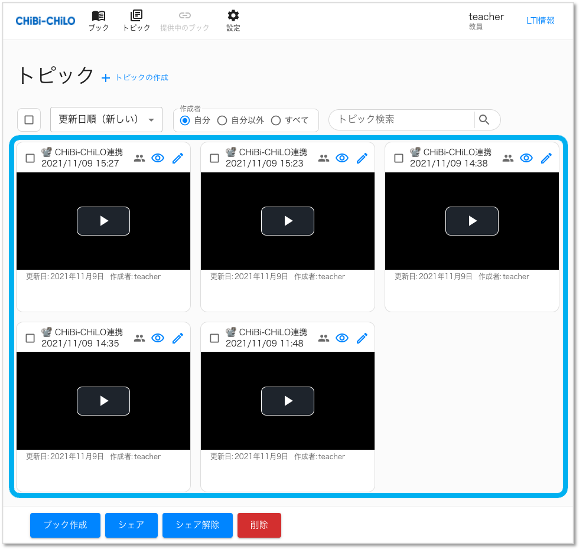 CHiBi-CHiLO
ブック
トピック
提供中のブック
設定
teacher
教員
LTI情報
トピック
トピックの作成
更新日順（新しい）
作成者
自分
自分以外
すべて
トピック検索
CHiBi-CHiLO連携
2021/11/09 15:27
更新日:2021年11月9日 作成者:teacher
CHiBi-CHiLO連携
2021/11/09 15:23
更新日:2021年11月9日 作成者:teacher
CHiBi-CHiLO連携
2021/11/09 14:38
更新日:2021年11月9日 作成者:teacher
CHiBi-CHiLO連携
2021/11/09 14:35
更新日:2021年11月9日 作成者:teacher
CHiBi-CHiLO連携
2021/11/09 11:48
更新日:2021年11月9日 作成者:teacher
ブック作成
シェア
シェア解除
削除